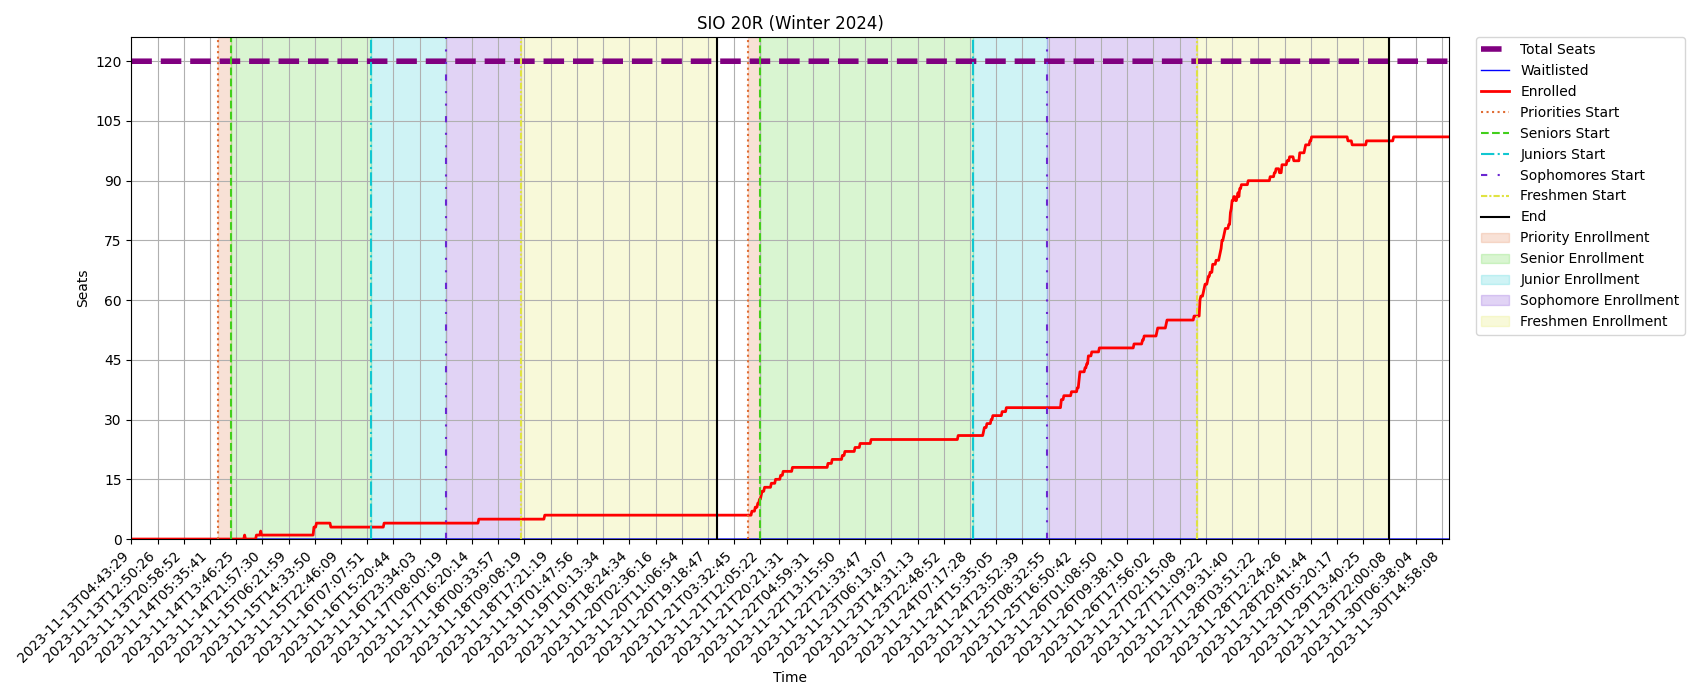 SIO 20R (Winter 2024)
Seats
120
105
90
75
60
45
30
15
0
2023-11-13T04:43:29
2023-11-13T12:50:26
2023-11-13T20:58:52
2023-11-14T05:35:41
2023-11-14T13:46:25
2023-11-14T21:57:30
2023-11-15T06:21:59
2023-11-15T14:33:50
2023-11-15T22:46:09
2023-11-16T07:07:51
2023-11-16T15:20:44
2023-11-16T23:34:03
2023-11-17T08:00:19
2023-11-17T16:20:14
2023-11-18T00:33:57
2023-11-18T09:08:19
2023-11-18T17:21:19
2023-11-19T01:47:56
2023-11-19T10:13:34
2023-11-19T18:24:34
2023-11-20T02:36:16
2023-11-20T11:06:54
2023-11-20T19:18:47
2023-11-21T03:32:45
2023-11-21T12:05:22
2023-11-21T20:21:31
2023-11-22T04:59:31
2023-11-22T13:15:50
2023-11-22T21:33:47
2023-11-23T06:13:07
2023-11-23T14:31:13
2023-11-23T22:48:52
2023-11-24T07:17:28
2023-11-24T15:35:05
2023-11-24T23:52:39
2023-11-25T08:32:55
2023-11-25T16:50:42
2023-11-26T01:08:50
2023-11-26T09:38:10
2023-11-26T17:56:02
2023-11-27T02:15:08
2023-11-27T11:09:22
2023-11-27T19:31:40
2023-11-28T03:51:22
2023-11-28T12:24:26
2023-11-28T20:41:44
2023-11-29T05:20:17
2023-11-29T13:40:25
2023-11-29T22:00:08
2023-11-30T06:38:04
2023-11-30T14:58:08
Time
Total Seats
Waitlisted
Enrolled
Priorities Start
Seniors Start
Juniors Start
Sophomores Start
Freshmen Start
End
Priority Enrollment
Senior Enrollment
Junior Enrollment
Sophomore Enrollment
Freshmen Enrollment